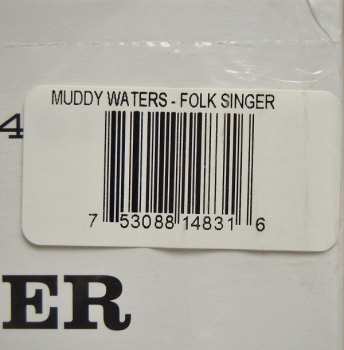 MUDDY WATERS - FOLK SINGER
4
7 53088 14831 6
ER